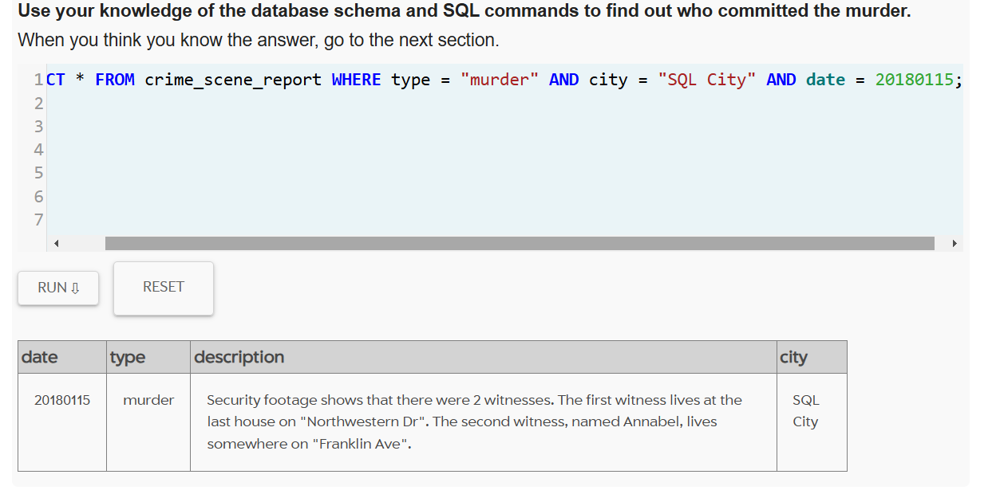 Use your knowledge of the database schema and SQL commands to find out who committed the murder.
When you think you know the answer, go to the next section.
1 CT * FROM crime_scene_report WHERE type = "murder" AND city = "SQL City" AND date = 20180115;
2
3
4
5
6
7
RUN ⇩ RESET
date type description city
20180115 murder Security footage shows that there were 2 witnesses. The first witness lives at the SQL
last house on "Northwestern Dr". The second witness, named Annabel, lives City
somewhere on "Franklin Ave".